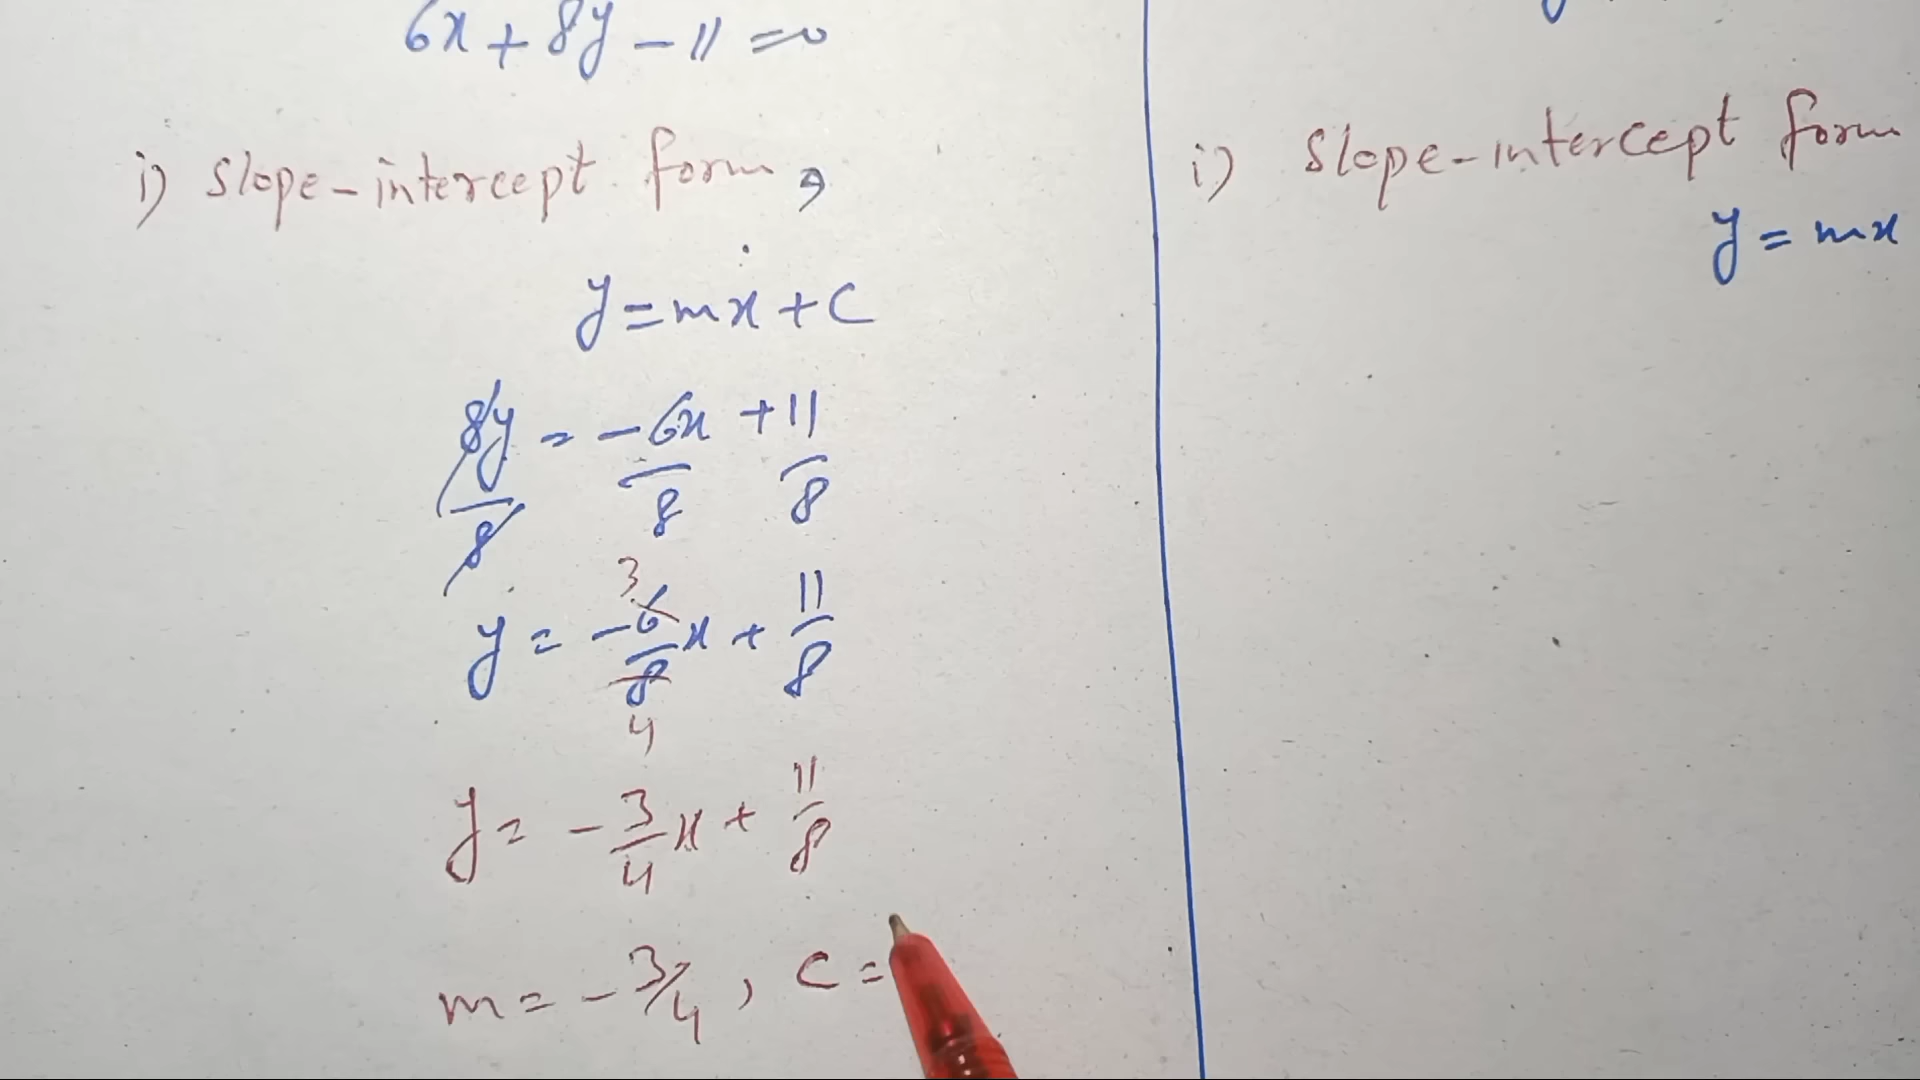 6x + 8y - 11 = 0
i) Slope-intercept form,
y = mx + c
8y/8 = -6x/8 + 11/8
3
y = -6/8 x + 11/8
4
y = -3/4 x + 11/8
m = -3/4, c =
i) Slope-intercept form
y = mx